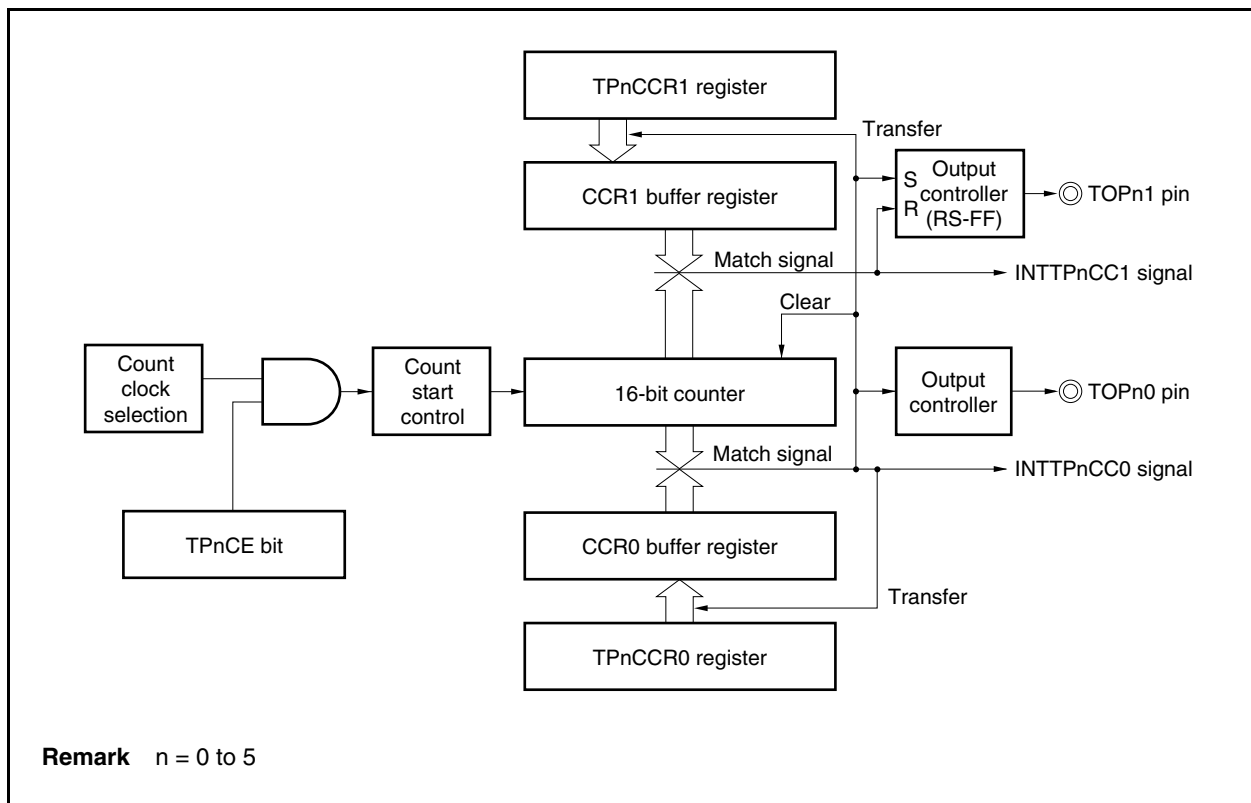 TPnCCR1 register
Transfer
CCR1 buffer register
S
R
Output
controller
(RS-FF)
TOPn1 pin
Match signal
INTTPnCC1 signal
Clear
Count
clock
selection
Count
start
control
16-bit counter
Output
controller
TOPn0 pin
Match signal
INTTPnCC0 signal
TPnCE bit
CCR0 buffer register
Transfer
TPnCCR0 register
Remark n = 0 to 5